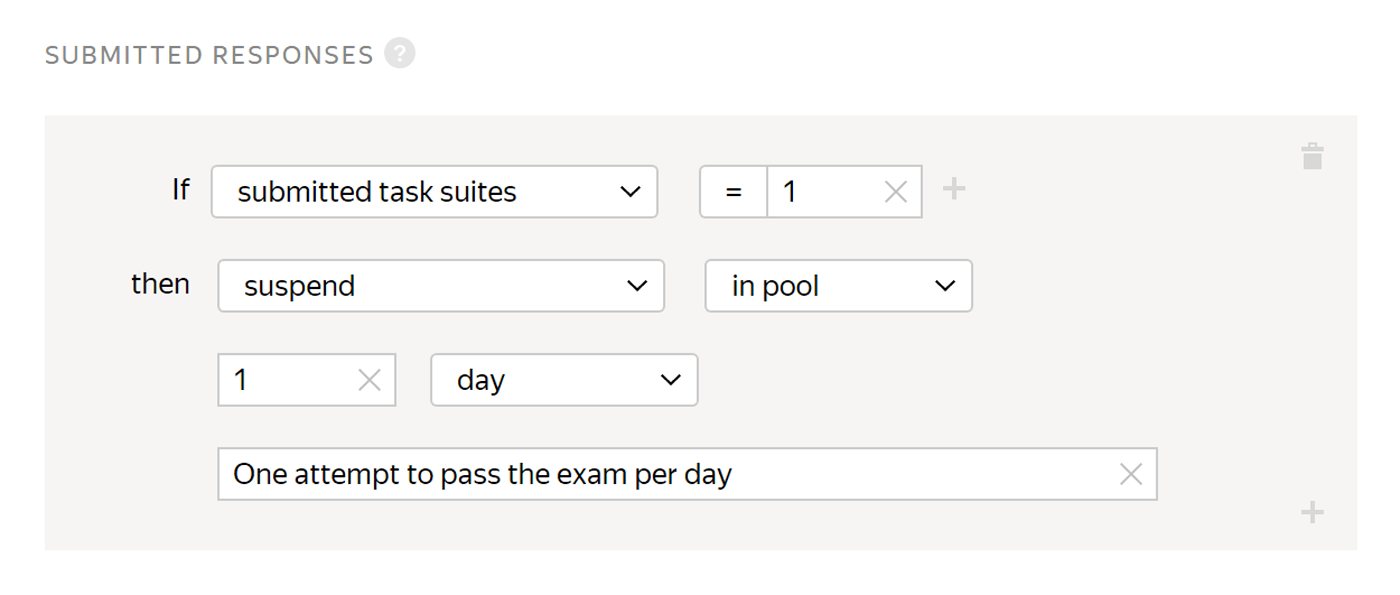 SUBMITTED RESPONSES ?
If submitted task suites = 1
then suspend in pool
1 day
One attempt to pass the exam per day